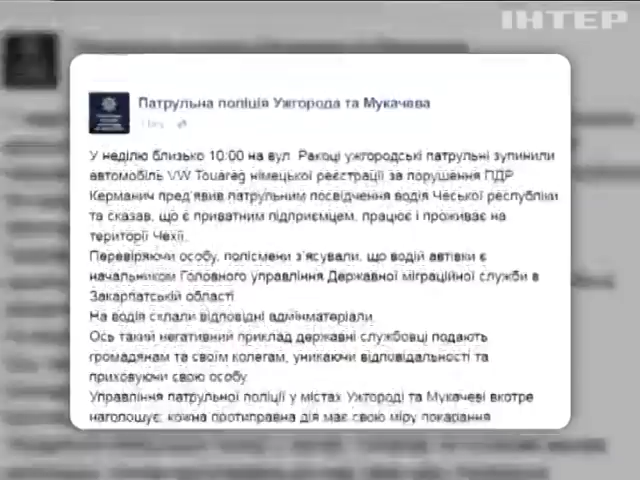 ІНТЕР
Патрульна поліція Ужгорода та Мукачева
У неділю близько 10:00 на вул. Ракоці ужгородські патрульні зупинили
автомобіль VW Touareg німецької реєстрації за порушення ПДР
Керманич пред'явив патрульним посвідчення водія Чеської республіки
та сказав, що є приватним підприємцем, працює і проживає на
території Чехії.
Перевіряючи особу, полісмени з'ясували, що водій автівки є
начальником Головного управління Державної міграційної служби в
Закарпатській області
На водія склали відповідні адмінматеріали
Ось такий негативний приклад державні службовці подають
громадянам та своїм колегам, уникаючи відповідальності та
приховуючи свою особу.
Управління патрульної поліції у містах Ужгороді та Мукачеві вкотре
наголошує: кожна протиправна дія має свою міру покарання